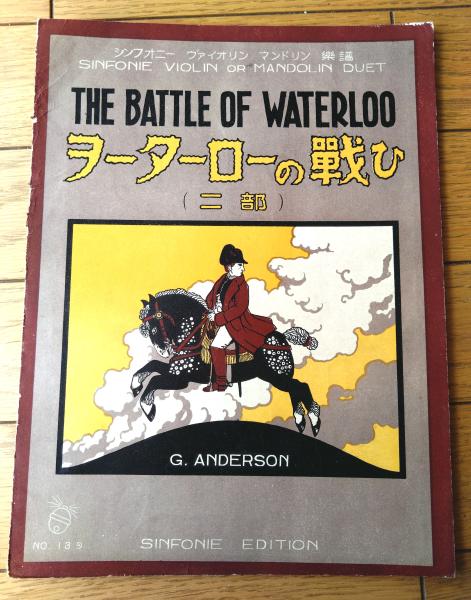 シンフオニー ヴァイオリン マンドリン 樂譜
SINFONIE VIOLIN OR MANDOLIN DUET
THE BATTLE OF WATERLOO
ヲーターローの戰ひ
(二部)
G. ANDERSON
NO. 139
SINFONIE EDITION